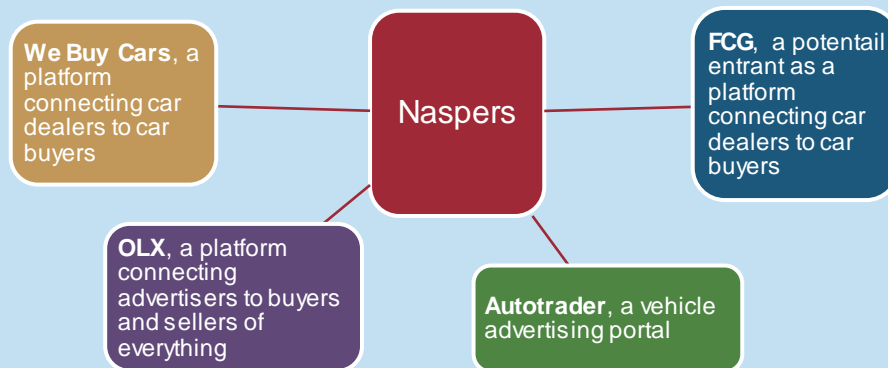 We Buy Cars, a
platform
connecting car
dealers to car
buyers
Naspers
FCG, a potentail
entrant as a
platform
connecting car
dealers to car
buyers
OLX, a platform
connecting
advertisers to buyers
and sellers of
everything
Autotrader, a vehicle
advertising portal